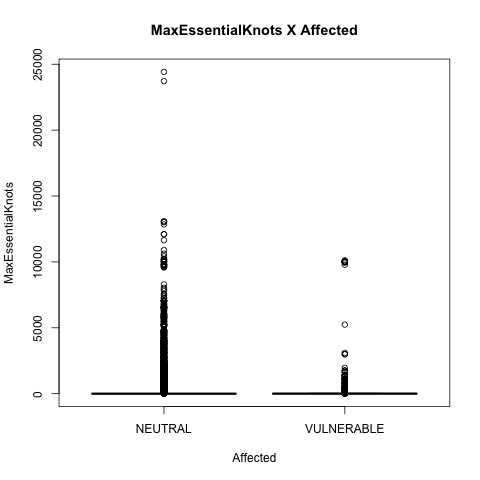 MaxEssentialKnots X Affected
25000
20000
15000
10000
5000
0
MaxEssentialKnots
NEUTRAL VULNERABLE
Affected